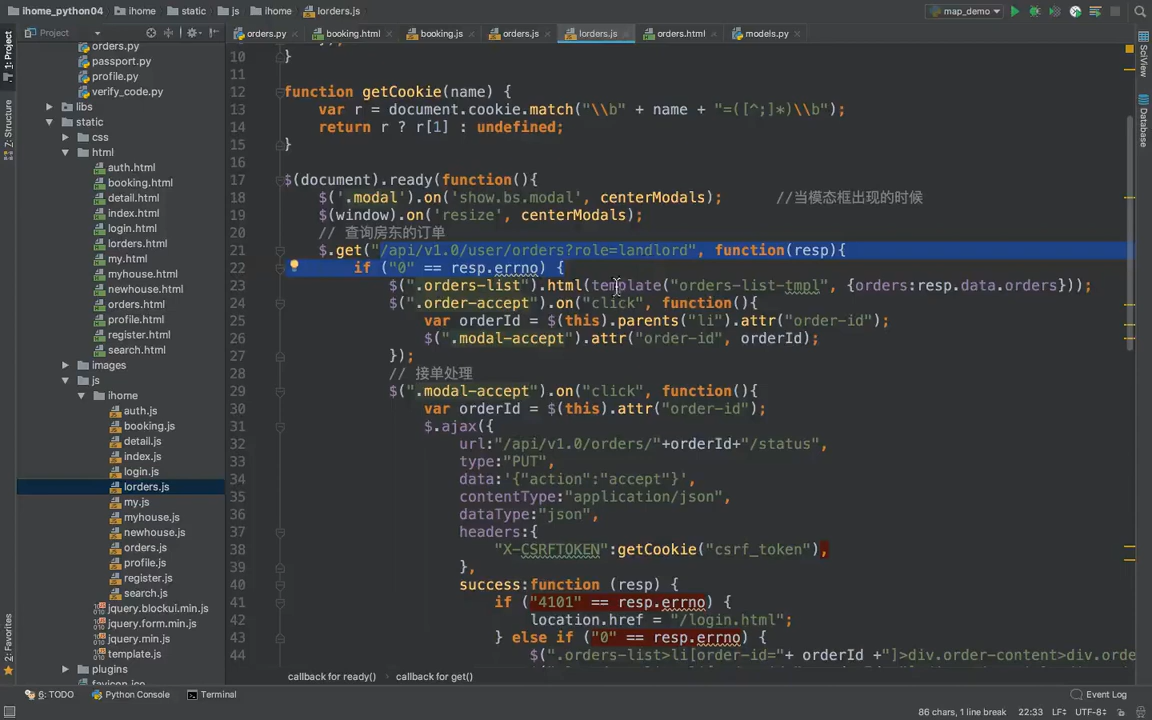 ihome_python04 ihome static js ihome lorders.js map_demo
Project
orders.py booking.html booking.js orders.js lorders.js orders.html models.py
1: Project
7: Structure
2: Favorites
SciView
Database
orders.py
passport.py
profile.py
verify_code.py
libs
static
css
html
auth.html
booking.html
detail.html
index.html
login.html
lorders.html
my.html
myhouse.html
newhouse.html
orders.html
profile.html
register.html
search.html
images
js
ihome
auth.js
booking.js
detail.js
index.js
login.js
lorders.js
my.js
myhouse.js
newhouse.js
orders.js
profile.js
register.js
search.js
jquery.blockui.min.js
jquery.form.min.js
jquery.min.js
template.js
plugins
favicon.ico
10 }
11
12 function getCookie(name) {
13 var r = document.cookie.match("\\b" + name + "=([^;]*)\\b");
14 return r ? r[1] : undefined;
15 }
16
17 $(document).ready(function(){
18 $('.modal').on('show.bs.modal', centerModals); //当模态框出现的时候
19 $(window).on('resize', centerModals);
20 // 查询房东的订单
21 $.get("/api/v1.0/user/orders?role=landlord", function(resp){
22 if ("0" == resp.errno) {
23 $(".orders-list").html(template("orders-list-tmpl", {orders:resp.data.orders}));
24 $(".order-accept").on("click", function(){
25 var orderId = $(this).parents("li").attr("order-id");
26 $(".modal-accept").attr("order-id", orderId);
27 });
28 // 接单处理
29 $(".modal-accept").on("click", function(){
30 var orderId = $(this).attr("order-id");
31 $.ajax({
32 url:"/api/v1.0/orders/"+orderId+"/status",
33 type:"PUT",
34 data:'{"action":"accept"}',
35 contentType:"application/json",
36 dataType:"json",
37 headers:{
38 "X-CSRFTOKEN":getCookie("csrf_token"),
39 },
40 success:function (resp) {
41 if ("4101" == resp.errno) {
42 location.href = "/login.html";
43 } else if ("0" == resp.errno) {
44 $(".orders-list>li[order-id="+ orderId +"]>div.order-content>div.orde
callback for ready() callback for get()
6: TODO Python Console Terminal Event Log
86 chars, 1 line break 22:33 LF÷ UTF-8÷